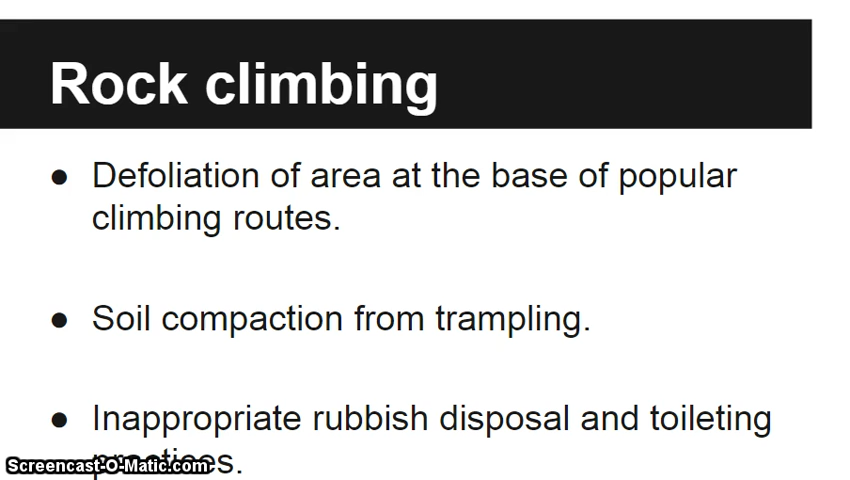 Rock climbing
● Defoliation of area at the base of popular
climbing routes.
● Soil compaction from trampling.
● Inappropriate rubbish disposal and toileting
practices.
Screencast-O-Matic.com